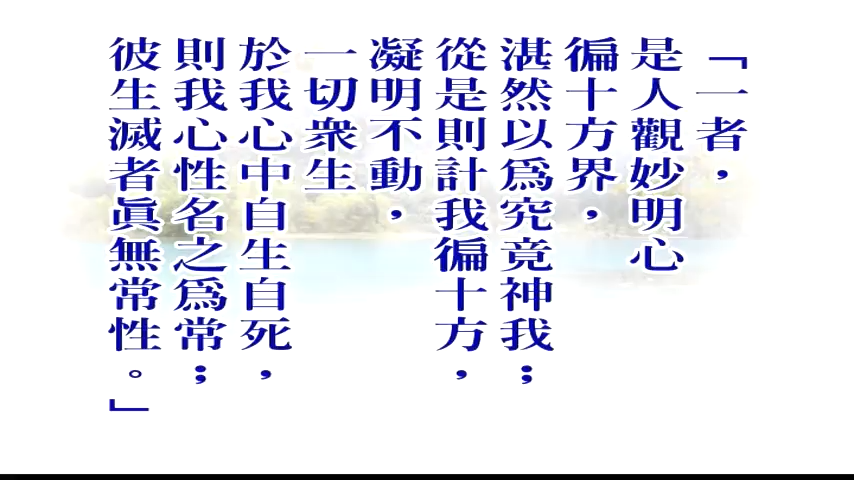 「一者，
是人觀妙明心
徧十方界，
湛然以爲究竟神我；
從是則計我徧十方，
凝明不動，
一切衆生
於我心中自生自死，
則我心性名之爲常；
彼生滅者眞無常性。」